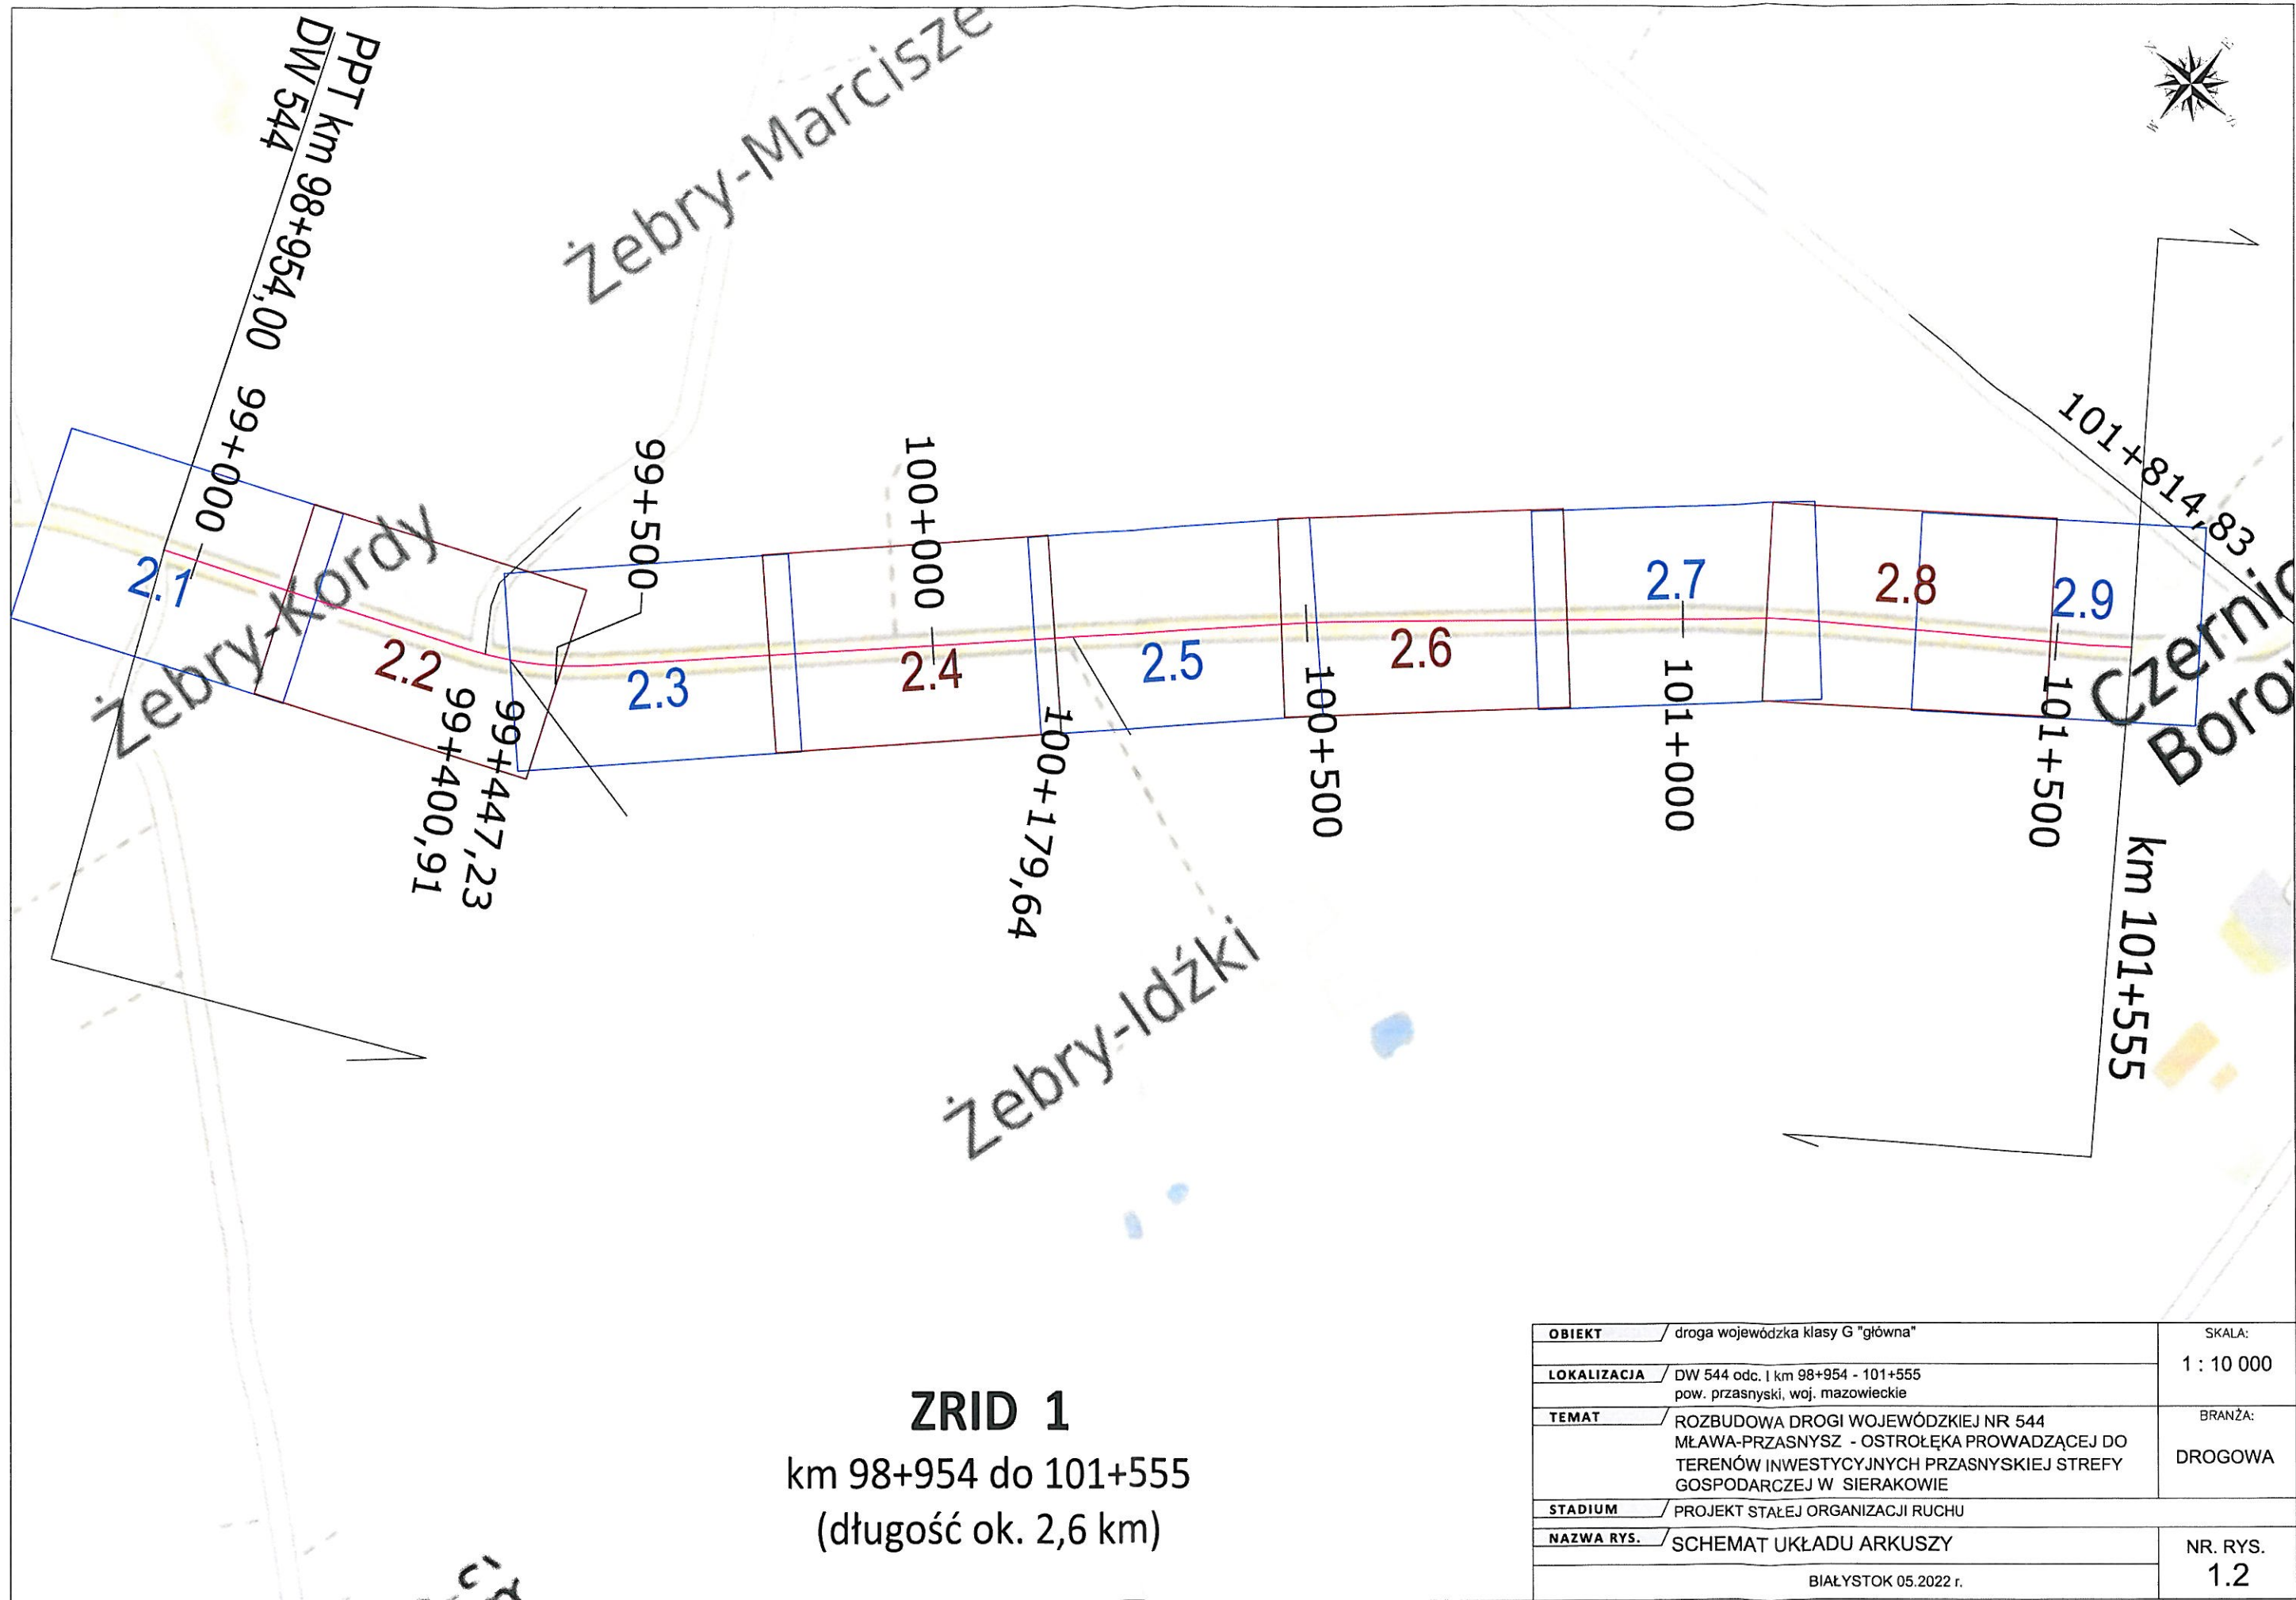 PPT km 98+954,00
DW 544
99+000
Żebry-Marcisze
99+500
100+000
101+814,83
Żebry-Kordy
2.1
2.2
2.3
2.4
2.5
2.6
2.7
2.8
2.9
Czernic
Boro
99+400,91
99+447,23
100+179,64
100+500
101+000
101+500
km 101+555
Żebry-Idźki
ZRID 1
km 98+954 do 101+555
(długość ok. 2,6 km)
OBIEKT droga wojewódzka klasy G "główna"
SKALA:
1 : 10 000
LOKALIZACJA DW 544 odc. I km 98+954 - 101+555
pow. przasnyski, woj. mazowieckie
TEMAT ROZBUDOWA DROGI WOJEWÓDZKIEJ NR 544
MŁAWA-PRZASNYSZ - OSTROŁĘKA PROWADZĄCEJ DO
TERENÓW INWESTYCYJNYCH PRZASNYSKIEJ STREFY
GOSPODARCZEJ W SIERAKOWIE
BRANŻA:
DROGOWA
STADIUM PROJEKT STAŁEJ ORGANIZACJI RUCHU
NAZWA RYS. SCHEMAT UKŁADU ARKUSZY
NR. RYS.
1.2
BIAŁYSTOK 05.2022 r.